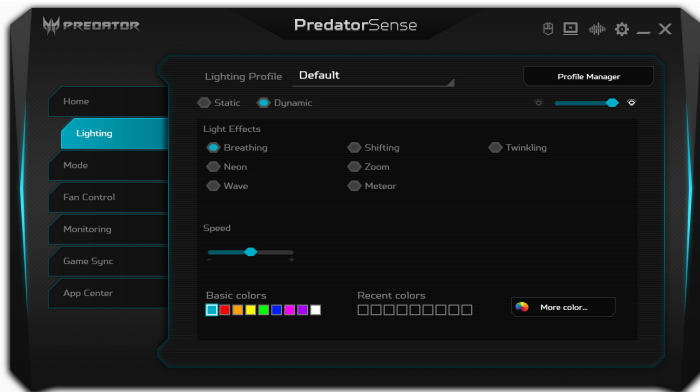 PREDATOR
PredatorSense
Lighting Profile Default
Profile Manager
Home
Static Dynamic
Lighting
Light Effects
Breathing Shifting Twinkling
Mode
Neon Zoom
Wave Meteor
Fan Control
Monitoring
Speed
Game Sync
App Center
Basic colors Recent colors
More color...